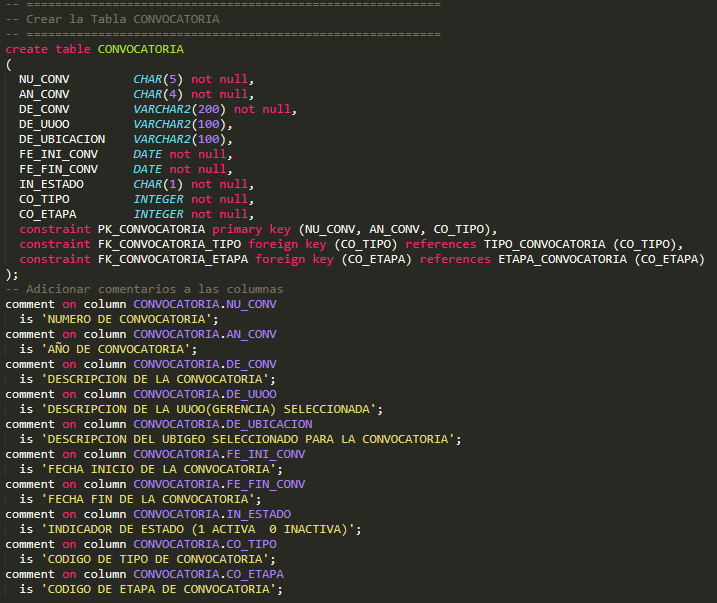 -- ==========================================================
-- Crear la Tabla CONVOCATORIA
-- ==========================================================
create table CONVOCATORIA
(
  NU_CONV         CHAR(5) not null,
  AN_CONV         CHAR(4) not null,
  DE_CONV         VARCHAR2(200) not null,
  DE_UUOO         VARCHAR2(100),
  DE_UBICACION    VARCHAR2(100),
  FE_INI_CONV     DATE not null,
  FE_FIN_CONV     DATE not null,
  IN_ESTADO       CHAR(1) not null,
  CO_TIPO         INTEGER not null,
  CO_ETAPA        INTEGER not null,
  constraint PK_CONVOCATORIA primary key (NU_CONV, AN_CONV, CO_TIPO),
  constraint FK_CONVOCATORIA_TIPO foreign key (CO_TIPO) references TIPO_CONVOCATORIA (CO_TIPO),
  constraint FK_CONVOCATORIA_ETAPA foreign key (CO_ETAPA) references ETAPA_CONVOCATORIA (CO_ETAPA)
);
-- Adicionar comentarios a las columnas
comment on column CONVOCATORIA.NU_CONV
  is 'NUMERO DE CONVOCATORIA';
comment on column CONVOCATORIA.AN_CONV
  is 'AÑO DE CONVOCATORIA';
comment on column CONVOCATORIA.DE_CONV
  is 'DESCRIPCION DE LA CONVOCATORIA';
comment on column CONVOCATORIA.DE_UUOO
  is 'DESCRIPCION DE LA UUOO(GERENCIA) SELECCIONADA';
comment on column CONVOCATORIA.DE_UBICACION
  is 'DESCRIPCION DEL UBIGEO SELECCIONADO PARA LA CONVOCATORIA';
comment on column CONVOCATORIA.FE_INI_CONV
  is 'FECHA INICIO DE LA CONVOCATORIA';
comment on column CONVOCATORIA.FE_FIN_CONV
  is 'FECHA FIN DE LA CONVOCATORIA';
comment on column CONVOCATORIA.IN_ESTADO
  is 'INDICADOR DE ESTADO (1 ACTIVA  0 INACTIVA)';
comment on column CONVOCATORIA.CO_TIPO
  is 'CODIGO DE TIPO DE CONVOCATORIA';
comment on column CONVOCATORIA.CO_ETAPA
  is 'CODIGO DE ETAPA DE CONVOCATORIA';